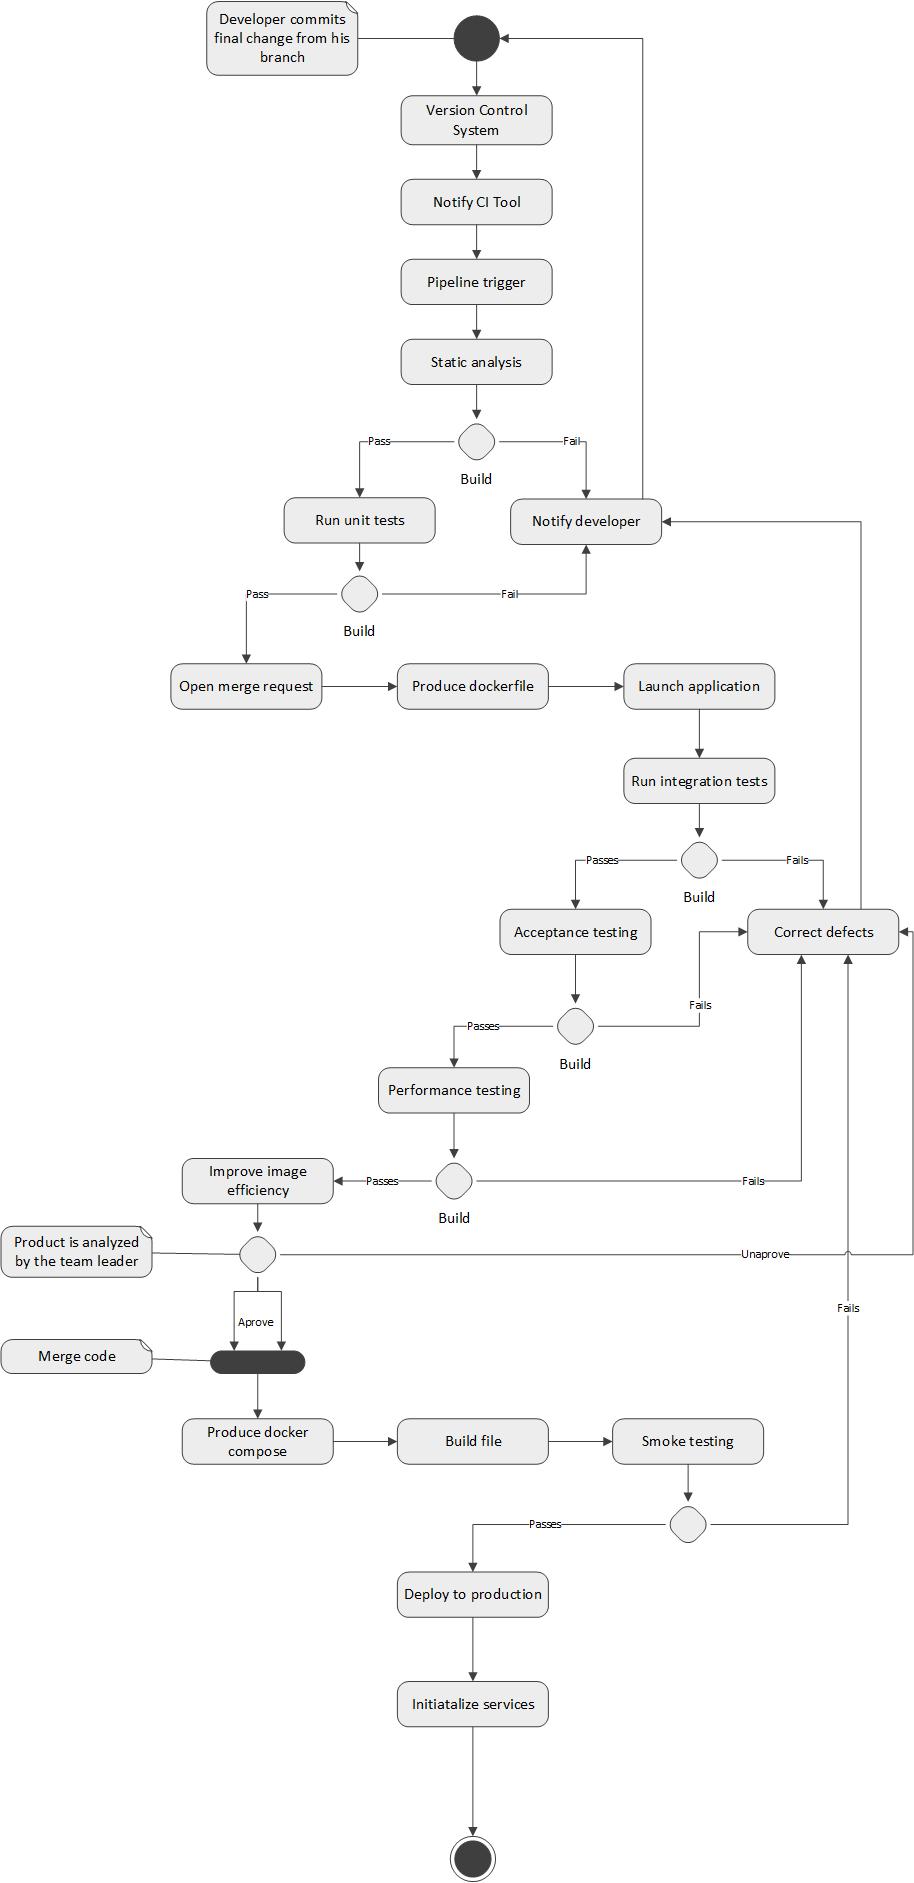 Developer commits
final change from his
branch
Version Control
System
Notify CI Tool
Pipeline trigger
Static analysis
Pass
Fail
Build
Run unit tests
Notify developer
Pass
Fail
Build
Open merge request
Produce dockerfile
Launch application
Run integration tests
Passes
Fails
Build
Acceptance testing
Correct defects
Fails
Passes
Build
Performance testing
Improve image
efficiency
Passes
Fails
Build
Product is analyzed
by the team leader
Unaprove
Fails
Aprove
Merge code
Produce docker
compose
Build file
Smoke testing
Passes
Deploy to production
Initiatalize services